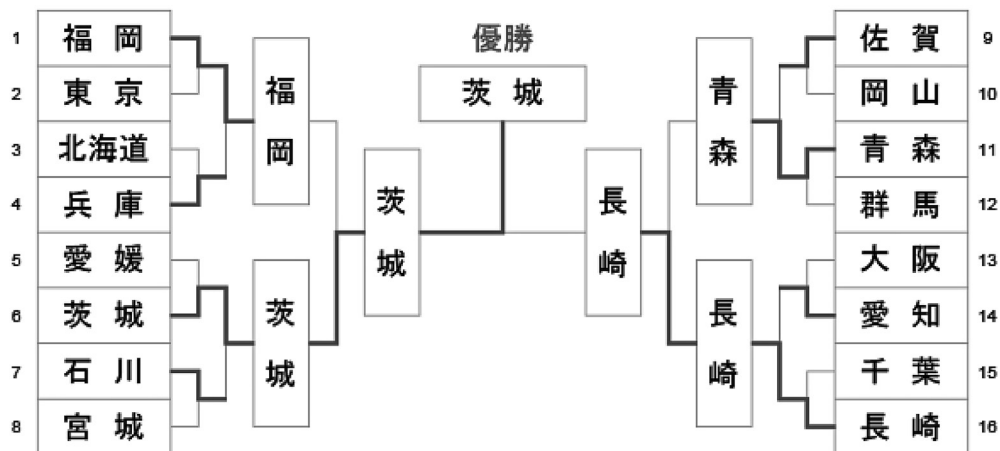 優勝
茨城
1 福岡
2 東京
3 北海道
4 兵庫
5 愛媛
6 茨城
7 石川
8 宮城
福岡
茨城
茨城
長崎
青森
長崎
佐賀 9
岡山 10
青森 11
群馬 12
大阪 13
愛知 14
千葉 15
長崎 16